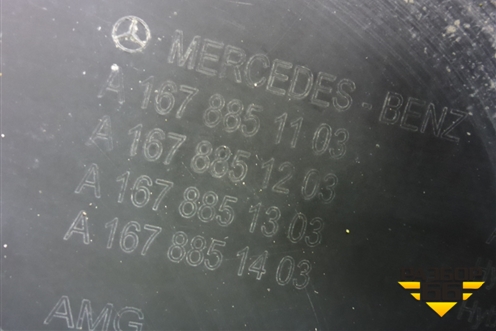 MERCEDES - BENZ
A 167 885 11 03
A 167 885 12 03
A 167 885 13 03
A 167 885 14 03
AMG